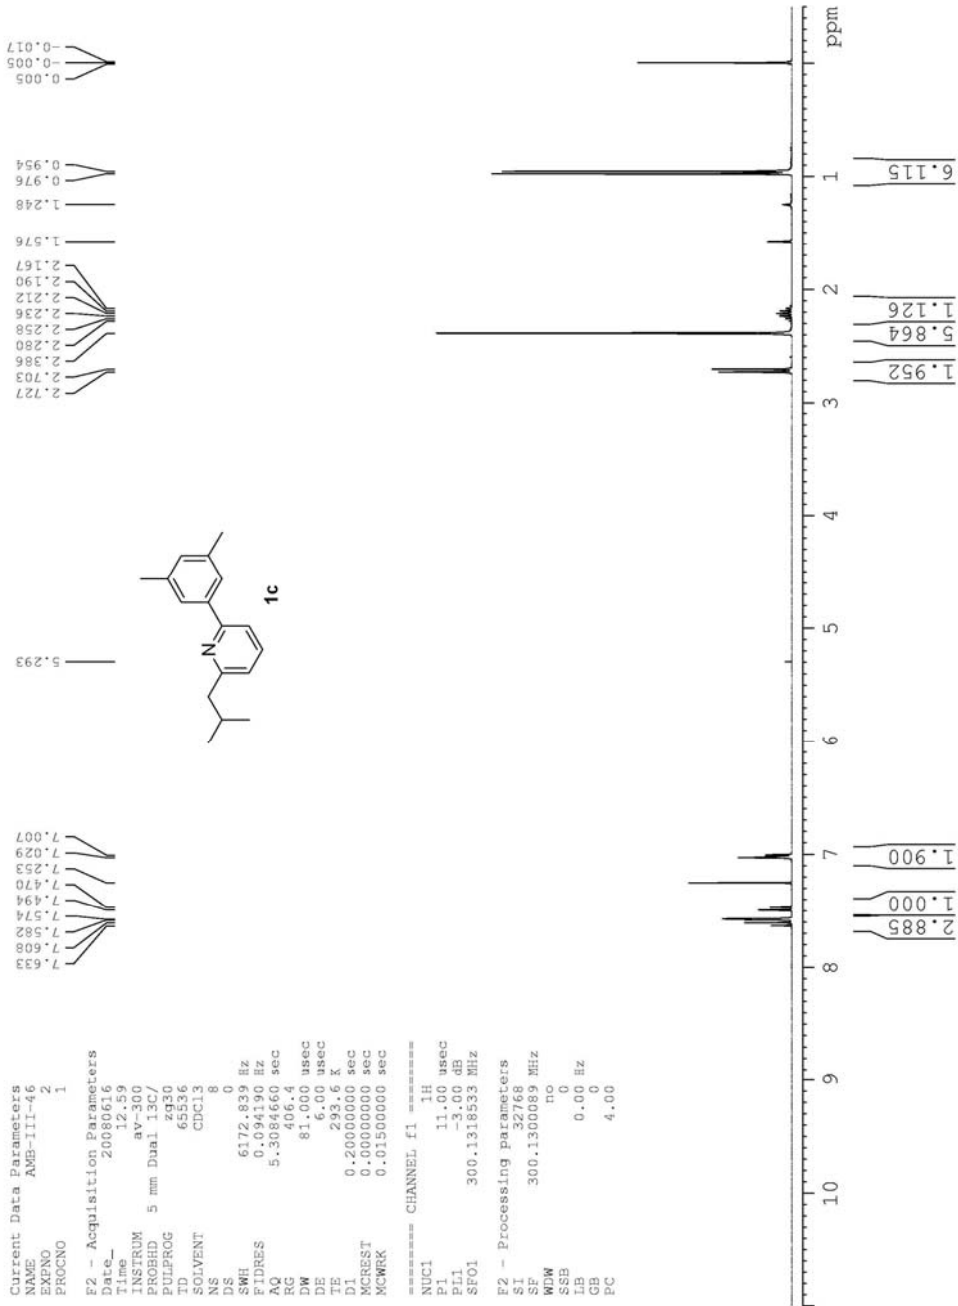 Current Data Parameters
NAME AMB-III-46
EXPNO 2
PROCNO 1
F2 - Acquisition Parameters
Date_ 20080616
Time 12.59
INSTRUM av-300
PROBHD 5 mm Dual 13C/
PULPROG zg30
TD 65536
SOLVENT CDCl3
NS 8
DS 0
SWH 6172.839 Hz
FIDRES 0.094190 Hz
AQ 5.3084660 sec
RG 406.4
DW 81.000 usec
DE 6.00 usec
TE 293.6 K
D1 0.20000000 sec
MCREST 0.00000000 sec
MCWRK 0.01500000 sec
======== CHANNEL f1 ========
NUC1 1H
P1 11.00 usec
PL1 -3.00 dB
SFO1 300.1318533 MHz
F2 - Processing parameters
SI 32768
SF 300.1300089 MHz
WDW no
SSB 0
LB 0.00 Hz
GB 0
PC 4.00
7.633
7.608
7.582
7.574
7.494
7.470
7.253
7.029
7.007
5.293
2.727
2.703
2.386
2.280
2.258
2.236
2.212
2.190
2.167
1.576
1.248
0.976
0.954
0.005
-0.005
-0.017
N
1c
10 9 8 7 6 5 4 3 2 1 ppm
2.885
1.000
1.900
1.952
5.864
1.126
6.115